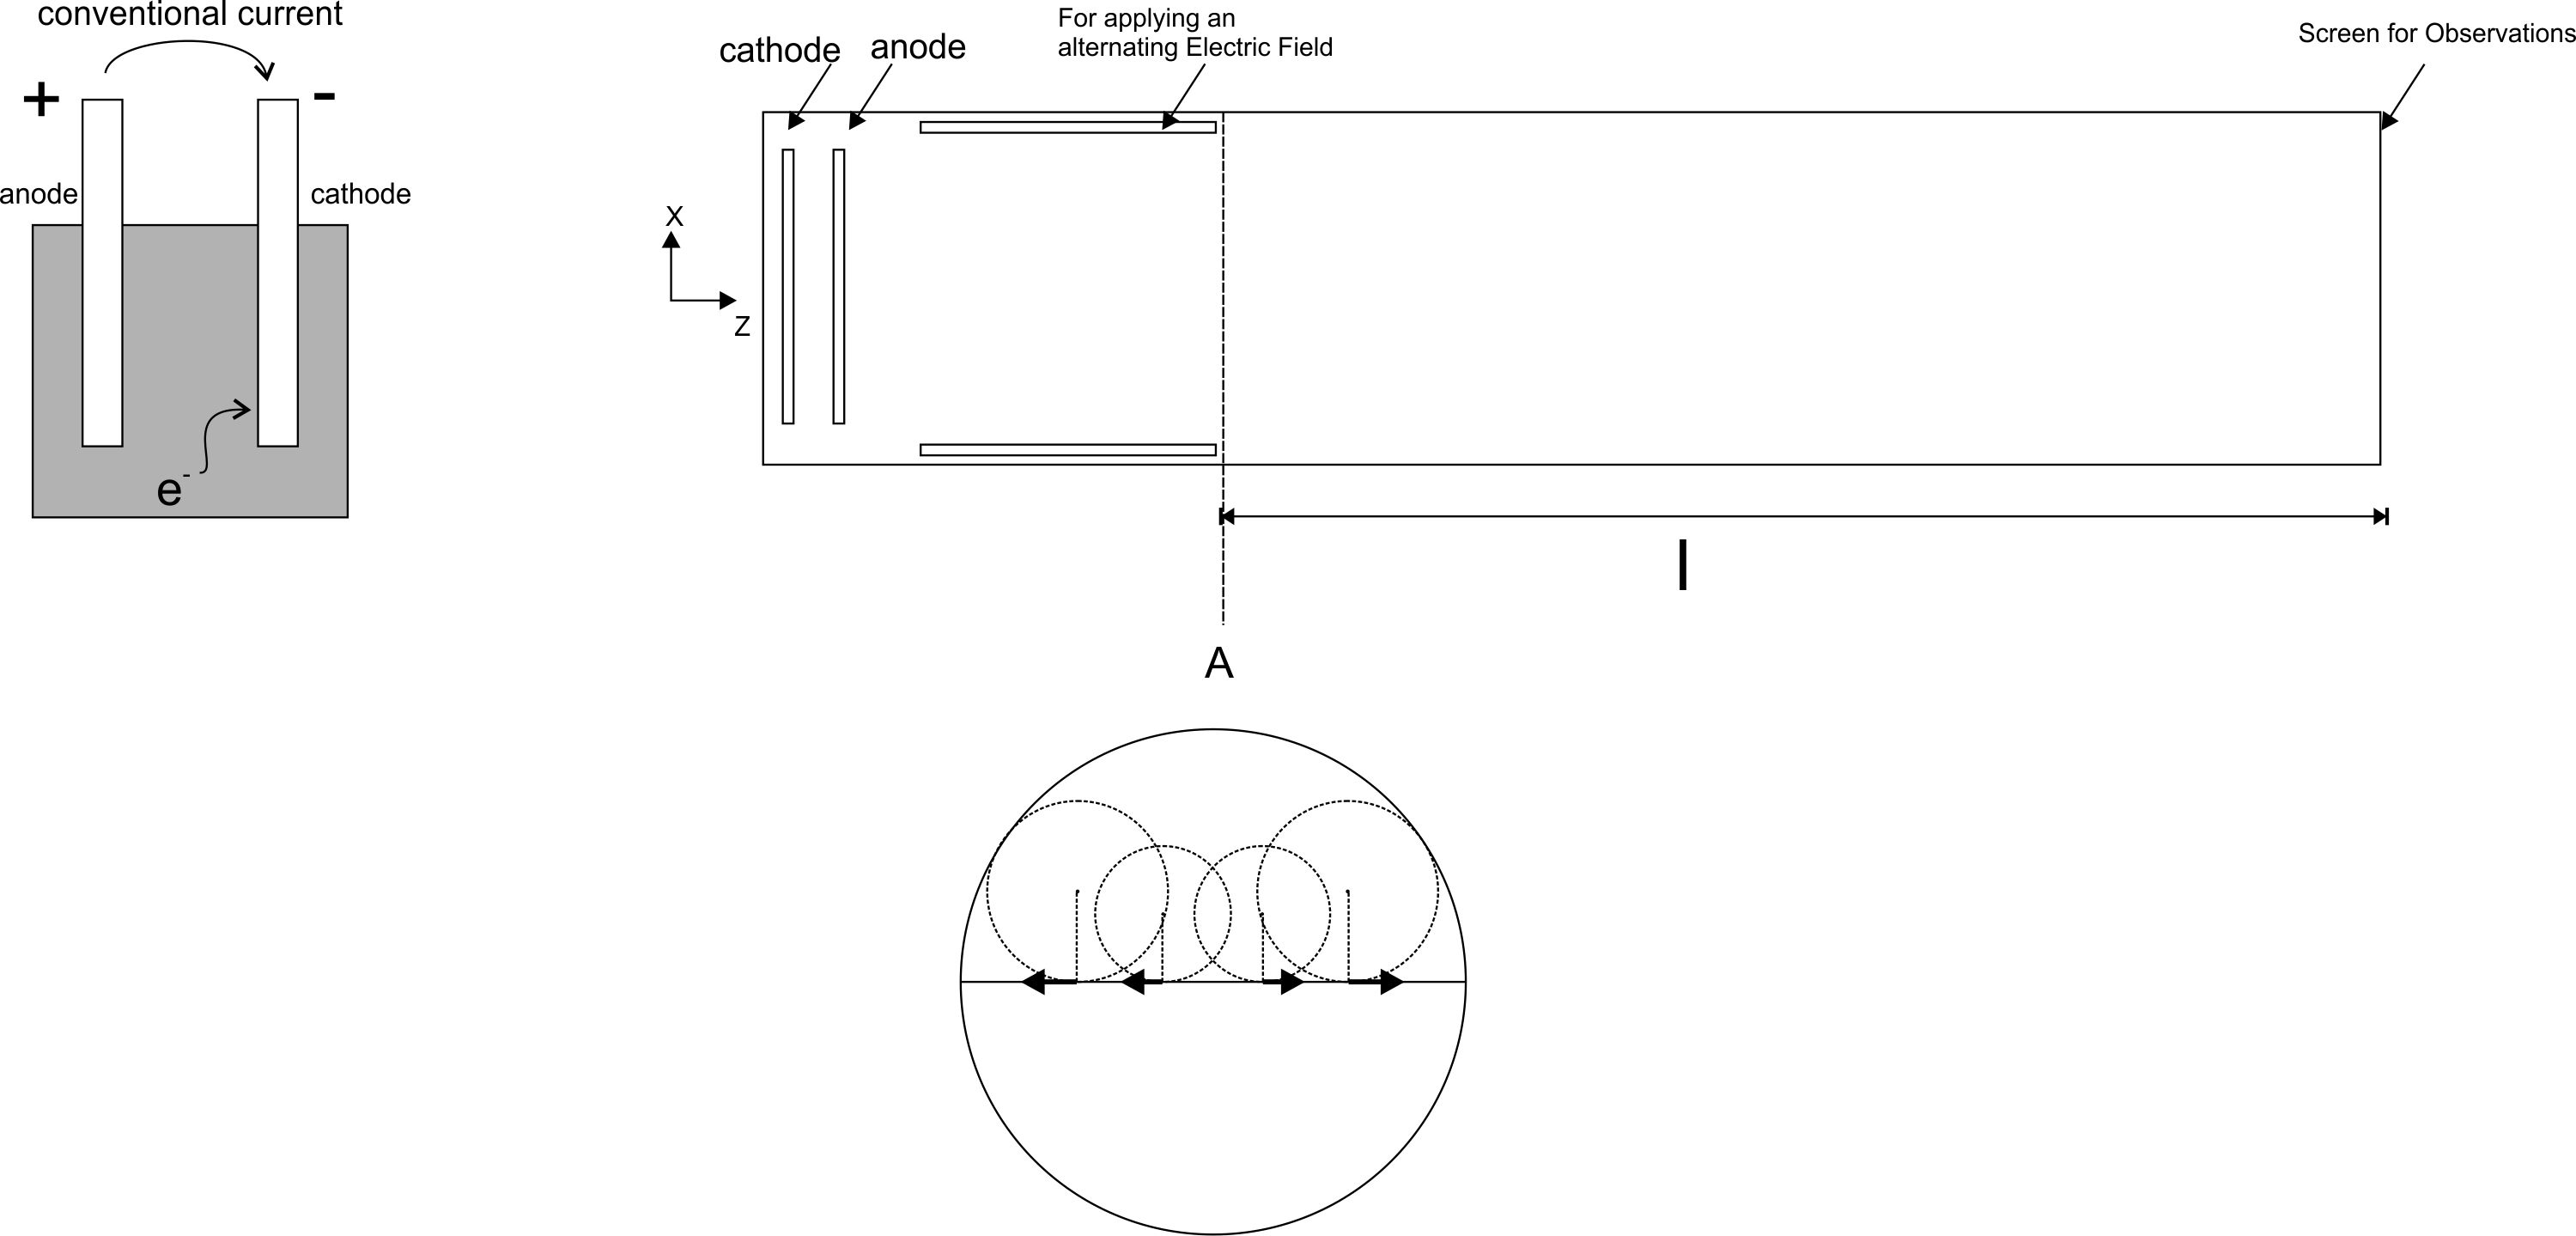 conventional current
+
-
anode
cathode
e-
cathode
anode
For applying an
alternating Electric Field
Screen for Observations
X
Z
l
A